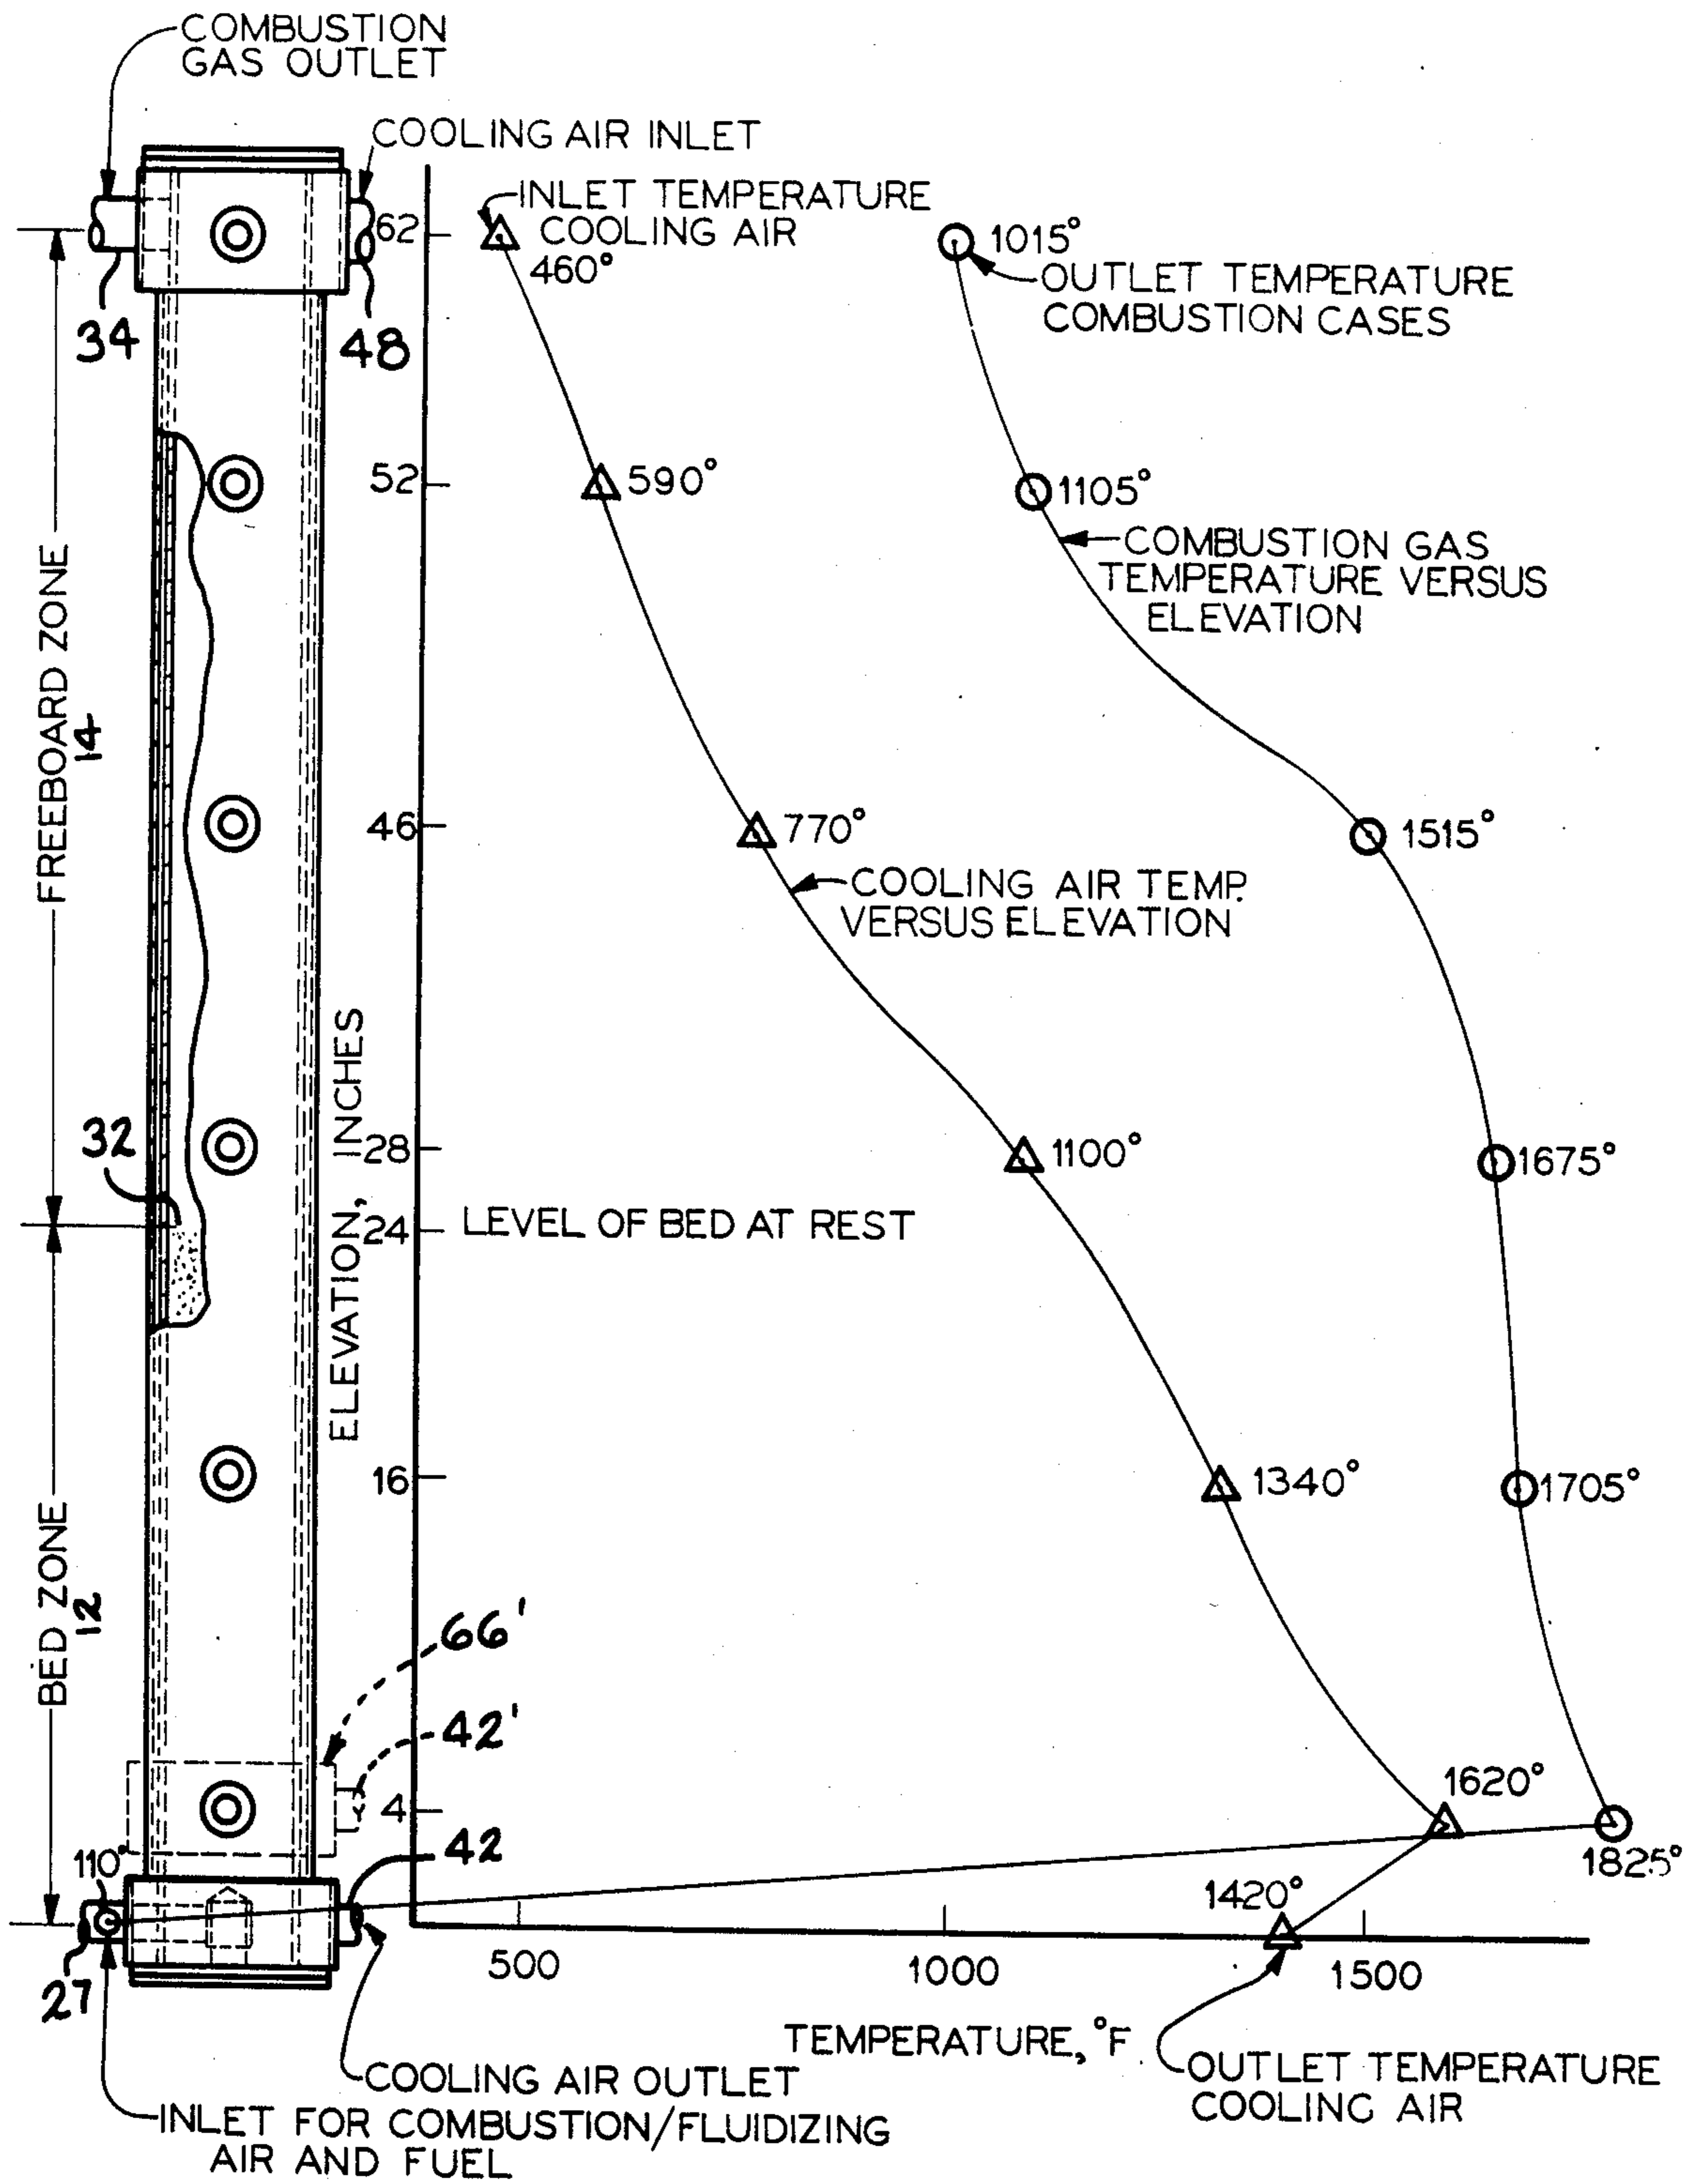 COMBUSTION
GAS OUTLET
COOLING AIR INLET
INLET TEMPERATURE
COOLING AIR
460°
62
1015°
OUTLET TEMPERATURE
COMBUSTION CASES
34
48
52
590°
1105°
COMBUSTION GAS
TEMPERATURE VERSUS
ELEVATION
FREEBOARD ZONE
14
46
770°
1515°
COOLING AIR TEMP.
VERSUS ELEVATION
ELEVATION, INCHES
32
28
1100°
1675°
24
LEVEL OF BED AT REST
16
1340°
1705°
BED ZONE
12
66'
42'
4
1620°
42
110°
1825°
1420°
27
500
1000
1500
TEMPERATURE, °F
COOLING AIR OUTLET
OUTLET TEMPERATURE
COOLING AIR
INLET FOR COMBUSTION/FLUIDIZING
AIR AND FUEL